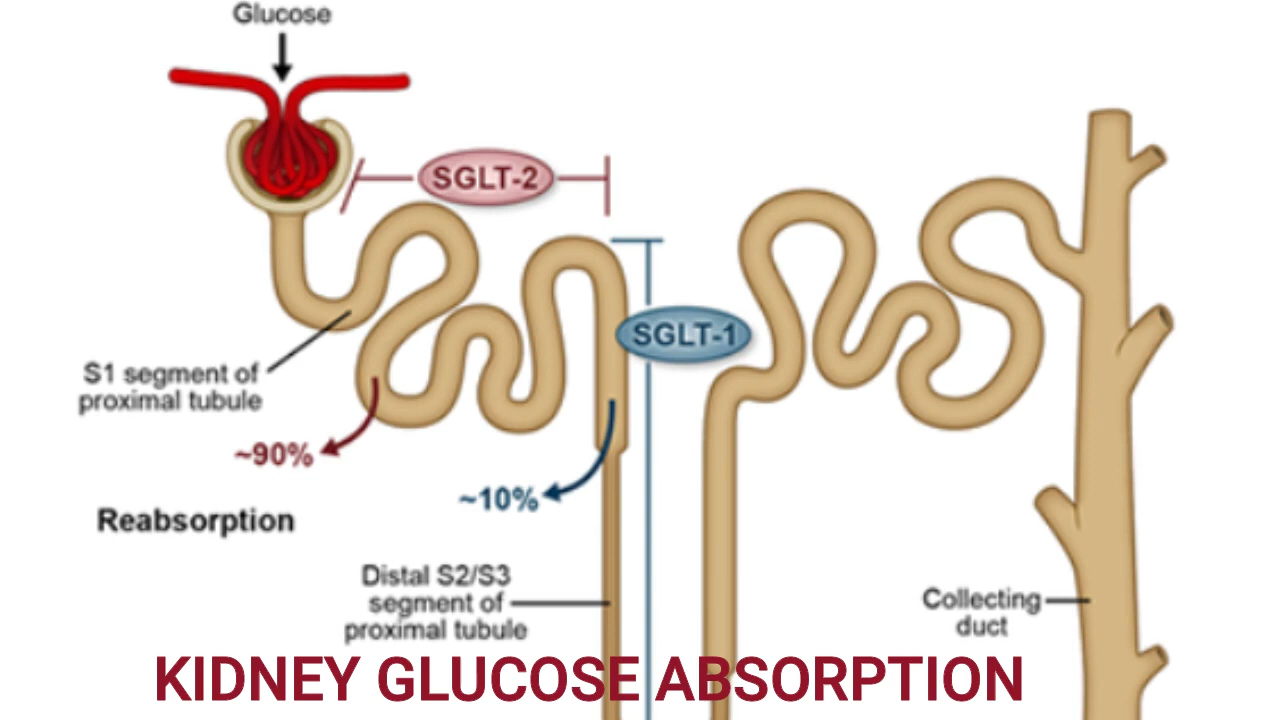 Glucose
SGLT-2
SGLT-1
S1 segment of
proximal tubule
~90%
~10%
Reabsorption
Distal S2/S3
segment of
proximal tubule
Collecting
duct
KIDNEY GLUCOSE ABSORPTION